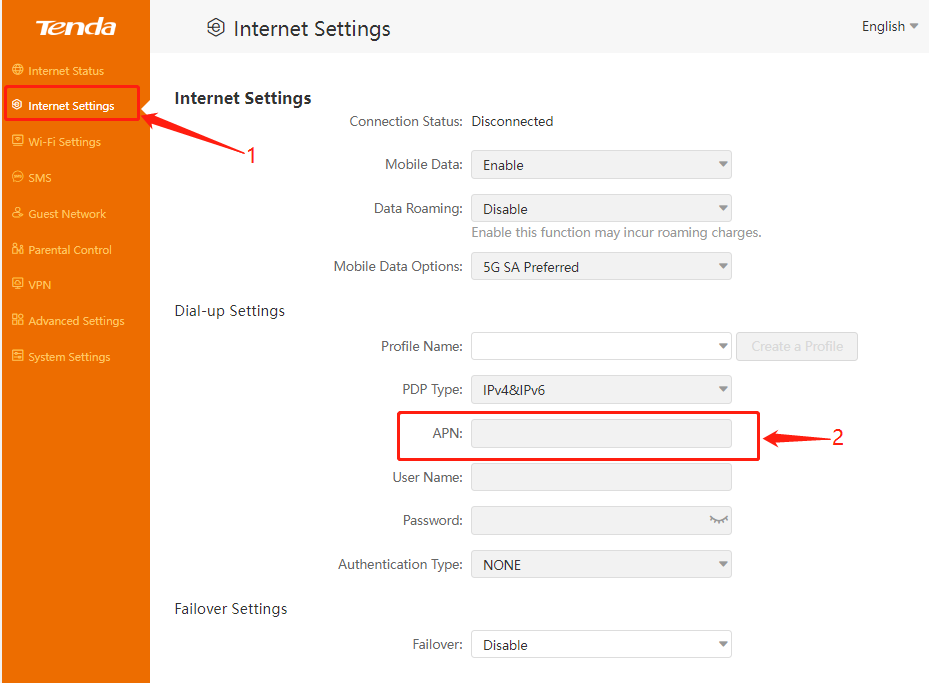 Tenda
Internet Settings
English
Internet Status
Internet Settings
Wi-Fi Settings
SMS
Guest Network
Parental Control
VPN
Advanced Settings
System Settings
1
Internet Settings
Connection Status: Disconnected
Mobile Data: Enable
Data Roaming: Disable
Enable this function may incur roaming charges.
Mobile Data Options: 5G SA Preferred
Dial-up Settings
Profile Name: Create a Profile
PDP Type: IPv4&IPv6
APN: 2
User Name:
Password:
Authentication Type: NONE
Failover Settings
Failover: Disable